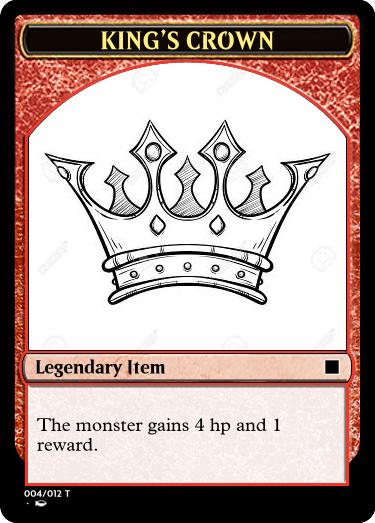 KING'S CROWN
Legendary Item
The monster gains 4 hp and 1
reward.
004/012 T